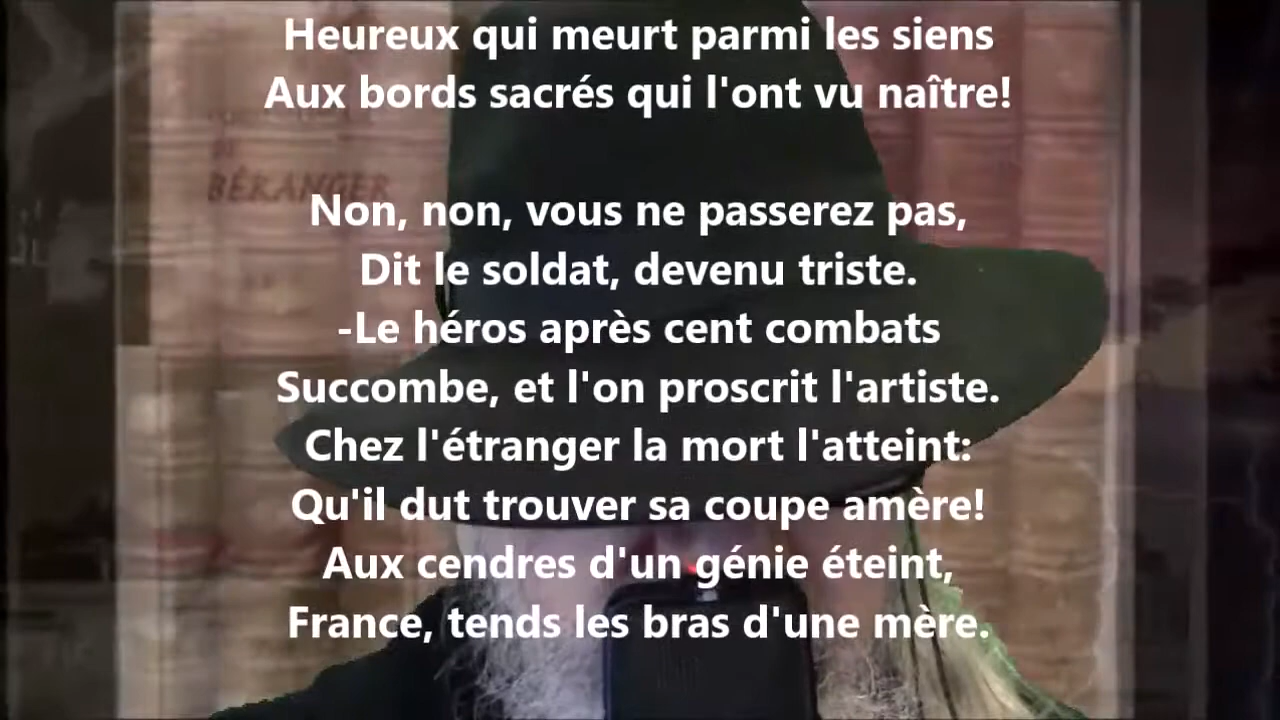 Heureux qui meurt parmi les siens
Aux bords sacrés qui l'ont vu naître!
BÉRANGER
Non, non, vous ne passerez pas,
Dit le soldat, devenu triste.
-Le héros après cent combats
Succombe, et l'on proscrit l'artiste.
Chez l'étranger la mort l'atteint:
Qu'il dut trouver sa coupe amère!
Aux cendres d'un génie éteint,
France, tends les bras d'une mère.